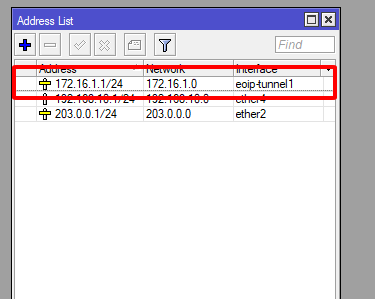 Address List
Find
Address Network Interface
172.16.1.1/24 172.16.1.0 eoip-tunnel1
192.168.10.1/24 192.168.10.0 ether4
203.0.0.1/24 203.0.0.0 ether2